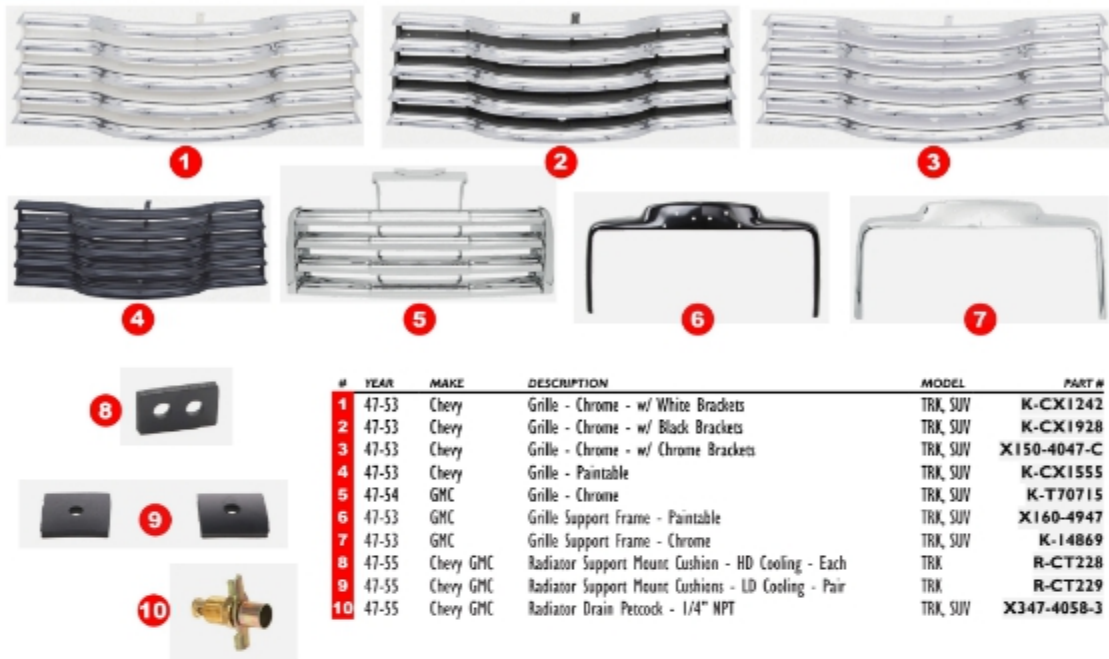 1
2
3
4
5
6
7
8
9
10
# YEAR MAKE DESCRIPTION MODEL PART #
1 47-53 Chevy Grille - Chrome - w/ White Brackets TRK, SUV K-CX1242
2 47-53 Chevy Grille - Chrome - w/ Black Brackets TRK, SUV K-CX1928
3 47-53 Chevy Grille - Chrome - w/ Chrome Brackets TRK, SUV X150-4047-C
4 47-53 Chevy Grille - Paintable TRK, SUV K-CX1555
5 47-54 GMC Grille - Chrome TRK, SUV K-T70715
6 47-53 GMC Grille Support Frame - Paintable TRK, SUV X160-4947
7 47-53 GMC Grille Support Frame - Chrome TRK, SUV K-14869
8 47-55 Chevy GMC Radiator Support Mount Cushion - HD Cooling - Each TRK R-CT228
9 47-55 Chevy GMC Radiator Support Mount Cushions - LD Cooling - Pair TRK R-CT229
10 47-55 Chevy GMC Radiator Drain Petcock - 1/4" NPT TRK, SUV X347-4058-3